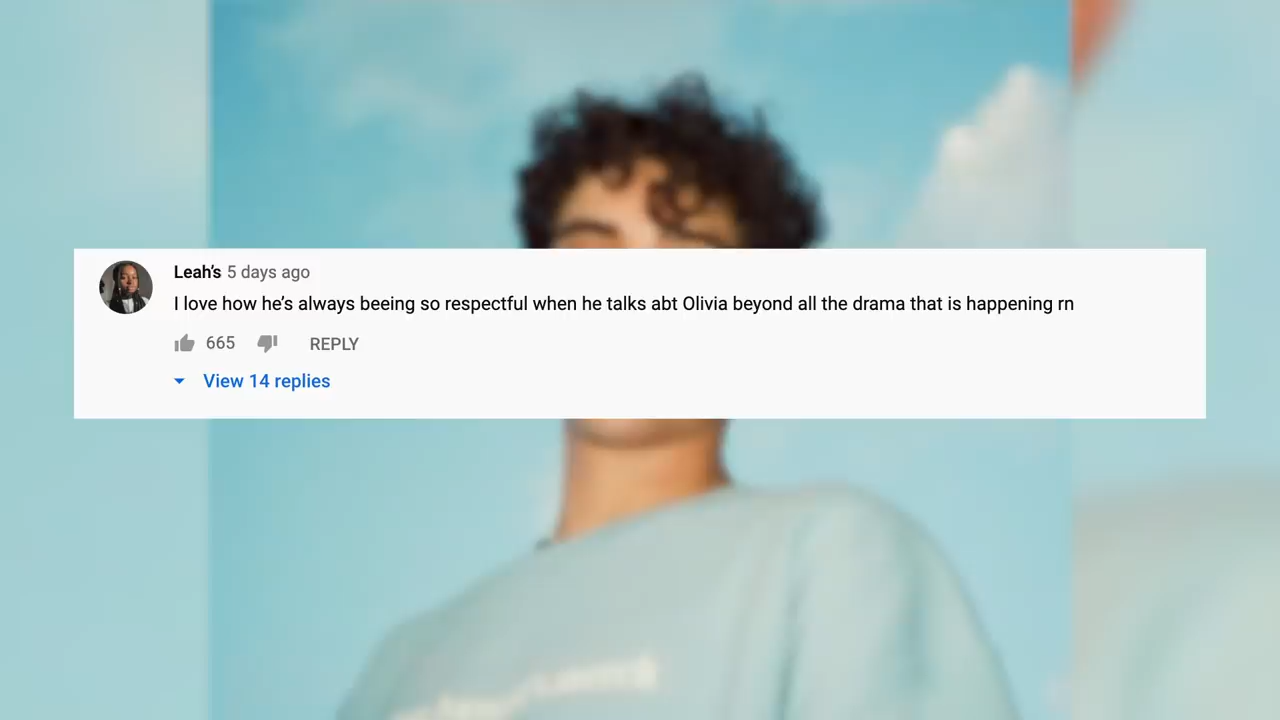 Leah's 5 days ago
I love how he's always beeing so respectful when he talks abt Olivia beyond all the drama that is happening rn
665 REPLY
View 14 replies